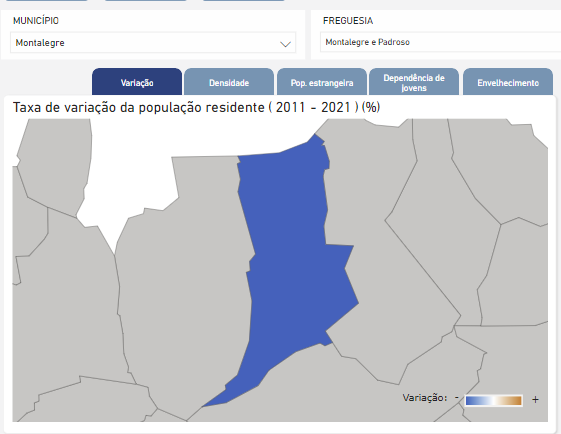 MUNICÍPIO
FREGUESIA
Montalegre
Montalegre e Padroso
Variação
Densidade
Pop. estrangeira
Dependência de
jovens
Envelhecimento
Taxa de variação da população residente ( 2011 - 2021 ) (%)
Variação: - +